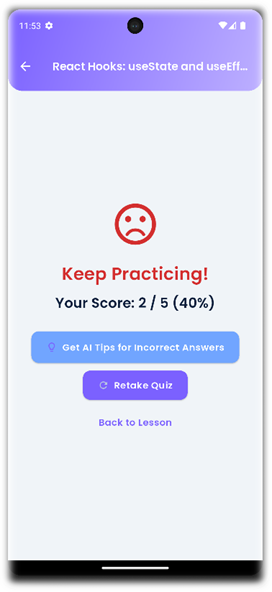 11:53
React Hooks: useState and useEff...
Keep Practicing!
Your Score: 2 / 5 (40%)
Get AI Tips for Incorrect Answers
Retake Quiz
Back to Lesson